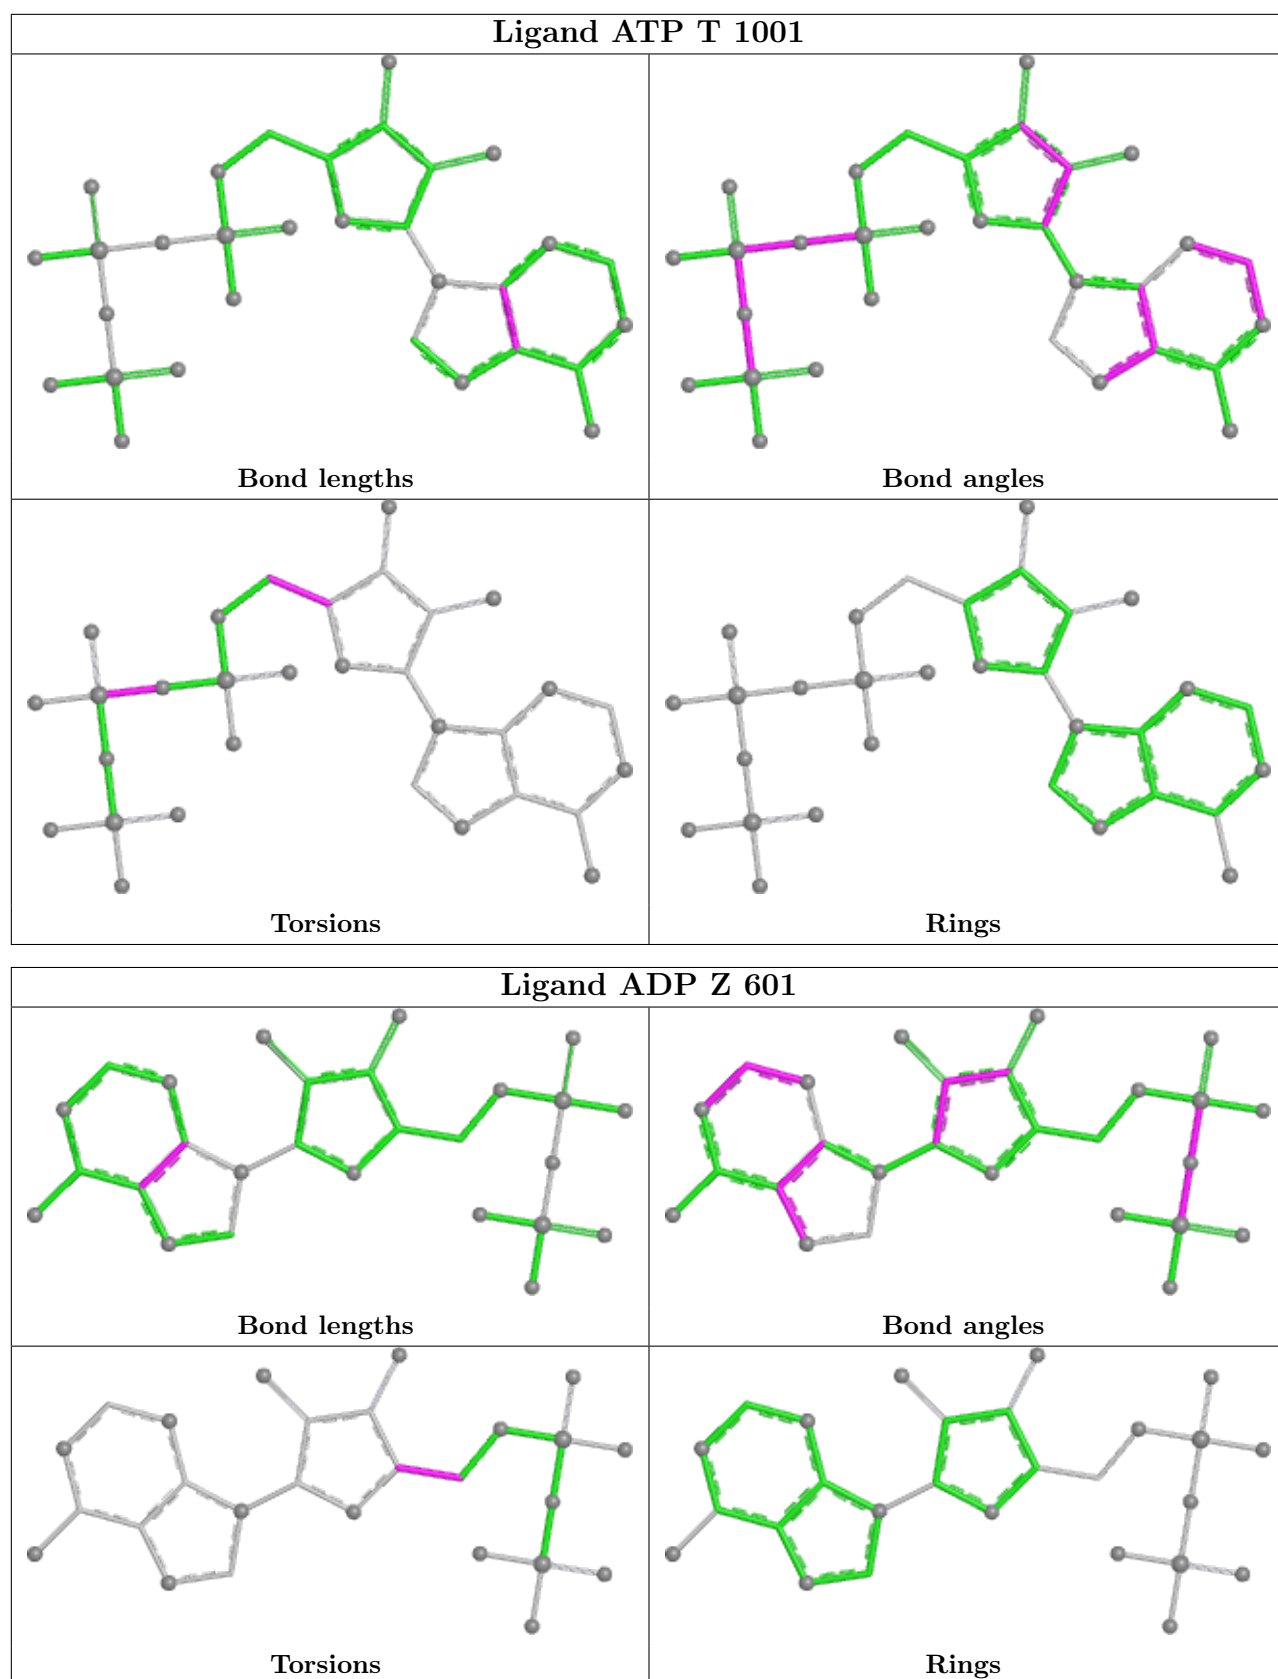 Ligand ATP T 1001
Bond lengths
Bond angles
Torsions
Rings
Ligand ADP Z 601
Bond lengths
Bond angles
Torsions
Rings